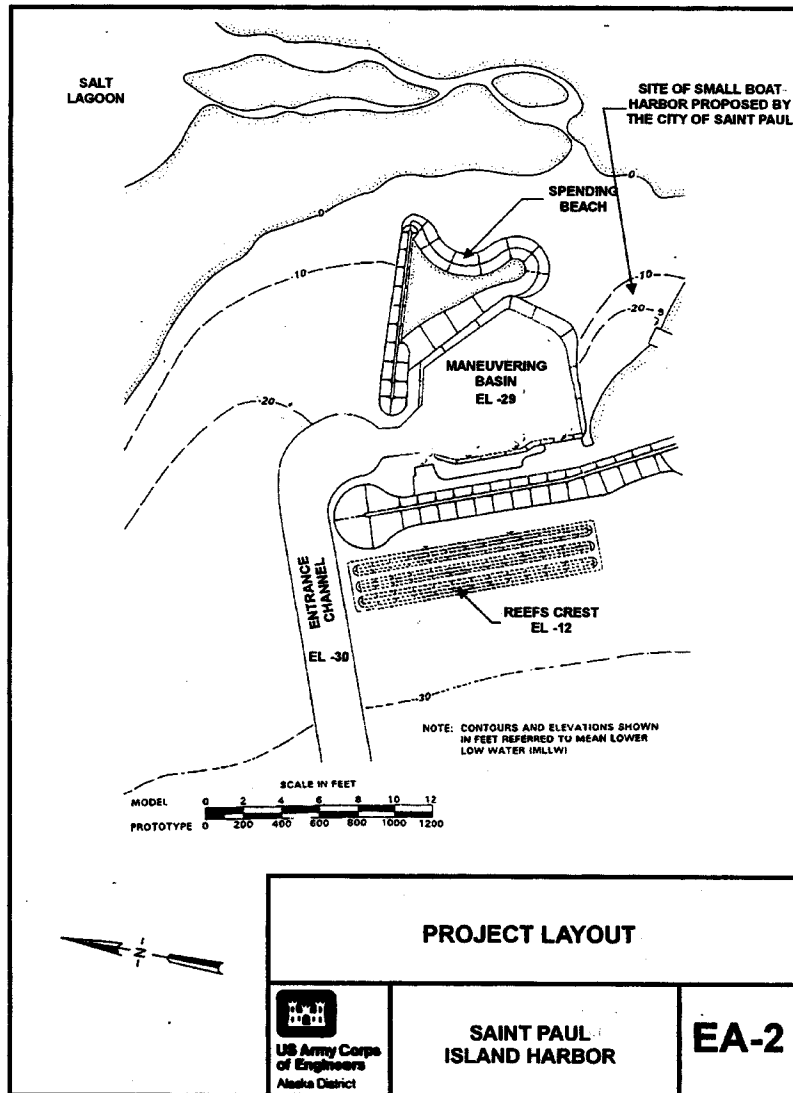 SALT
LAGOON
SITE OF SMALL BOAT
HARBOR PROPOSED BY
THE CITY OF SAINT PAUL
0
SPENDING
BEACH
0
-10
-10
-20
MANEUVERING
BASIN
EL -29
-20
ENTRANCE
CHANNEL
EL -30
REEFS CREST
EL -12
-30
NOTE: CONTOURS AND ELEVATIONS SHOWN
IN FEET REFERRED TO MEAN LOWER
LOW WATER (MLLW)
SCALE IN FEET
MODEL 0 2 4 6 8 10 12
PROTOTYPE 0 200 400 600 800 1000 1200
N
PROJECT LAYOUT
US Army Corps
of Engineers
Alaska District
SAINT PAUL
ISLAND HARBOR
EA-2